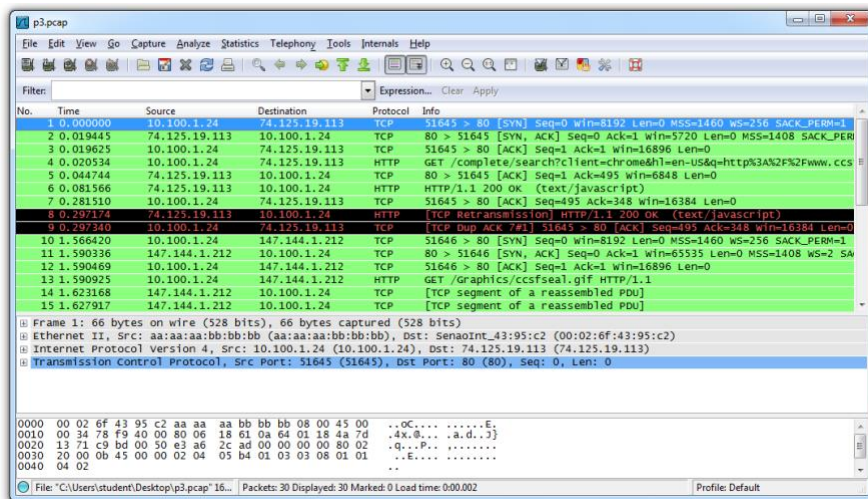 p3.pcap
File Edit View Go Capture Analyze Statistics Telephony Tools Internals Help
Filter: Expression... Clear Apply
No. Time Source Destination Protocol Info
1 0.000000 10.100.1.24 74.125.19.113 TCP 51645 > 80 [SYN] Seq=0 Win=8192 Len=0 MSS=1460 WS=256 SACK_PERM=1
2 0.019445 74.125.19.113 10.100.1.24 TCP 80 > 51645 [SYN, ACK] Seq=0 Ack=1 Win=5720 Len=0 MSS=1408 SACK_PERM
3 0.019625 10.100.1.24 74.125.19.113 TCP 51645 > 80 [ACK] Seq=1 Ack=1 Win=16896 Len=0
4 0.020534 10.100.1.24 74.125.19.113 HTTP GET /complete/search?client=chrome&hl=en-US&q=http%3A%2F%2Fwww.ccs
5 0.044744 74.125.19.113 10.100.1.24 TCP 80 > 51645 [ACK] Seq=1 Ack=495 Win=6848 Len=0
6 0.081566 74.125.19.113 10.100.1.24 HTTP HTTP/1.1 200 OK (text/javascript)
7 0.281510 10.100.1.24 74.125.19.113 TCP 51645 > 80 [ACK] Seq=495 Ack=348 Win=16384 Len=0
8 0.297174 74.125.19.113 10.100.1.24 HTTP [TCP Retransmission] HTTP/1.1 200 OK (text/javascript)
9 0.297340 10.100.1.24 74.125.19.113 TCP [TCP Dup ACK 7#1] 51645 > 80 [ACK] Seq=495 Ack=348 Win=16384 Len=0
10 1.566420 10.100.1.24 147.144.1.212 TCP 51646 > 80 [SYN] Seq=0 Win=8192 Len=0 MSS=1460 WS=256 SACK_PERM=1
11 1.590336 147.144.1.212 10.100.1.24 TCP 80 > 51646 [SYN, ACK] Seq=0 Ack=1 Win=65535 Len=0 MSS=1408 WS=2 SA
12 1.590469 10.100.1.24 147.144.1.212 TCP 51646 > 80 [ACK] Seq=1 Ack=1 Win=16896 Len=0
13 1.590925 10.100.1.24 147.144.1.212 HTTP GET /Graphics/ccsfseal.gif HTTP/1.1
14 1.623168 147.144.1.212 10.100.1.24 TCP [TCP segment of a reassembled PDU]
15 1.627917 147.144.1.212 10.100.1.24 TCP [TCP segment of a reassembled PDU]
Frame 1: 66 bytes on wire (528 bits), 66 bytes captured (528 bits)
Ethernet II, Src: aa:aa:aa:bb:bb:bb (aa:aa:aa:bb:bb:bb), Dst: SenaoInt_43:95:c2 (00:02:6f:43:95:c2)
Internet Protocol Version 4, Src: 10.100.1.24 (10.100.1.24), Dst: 74.125.19.113 (74.125.19.113)
Transmission Control Protocol, Src Port: 51645 (51645), Dst Port: 80 (80), Seq: 0, Len: 0
0000 00 02 6f 43 95 c2 aa aa aa bb bb bb 08 00 45 00 ..oC.... ......E.
0010 00 34 78 f9 40 00 80 06 18 61 0a 64 01 18 4a 7d .4x.@... .a.d..J}
0020 13 71 c9 bd 00 50 e3 a6 2c ad 00 00 00 00 80 02 .q...P.. ,.......
0030 20 00 0b 45 00 00 02 04 05 b4 01 03 03 08 01 01 ..E.... ........
0040 04 02 ..
File: "C:\Users\student\Desktop\p3.pcap" 16... Packets: 30 Displayed: 30 Marked: 0 Load time: 0:00.002 Profile: Default